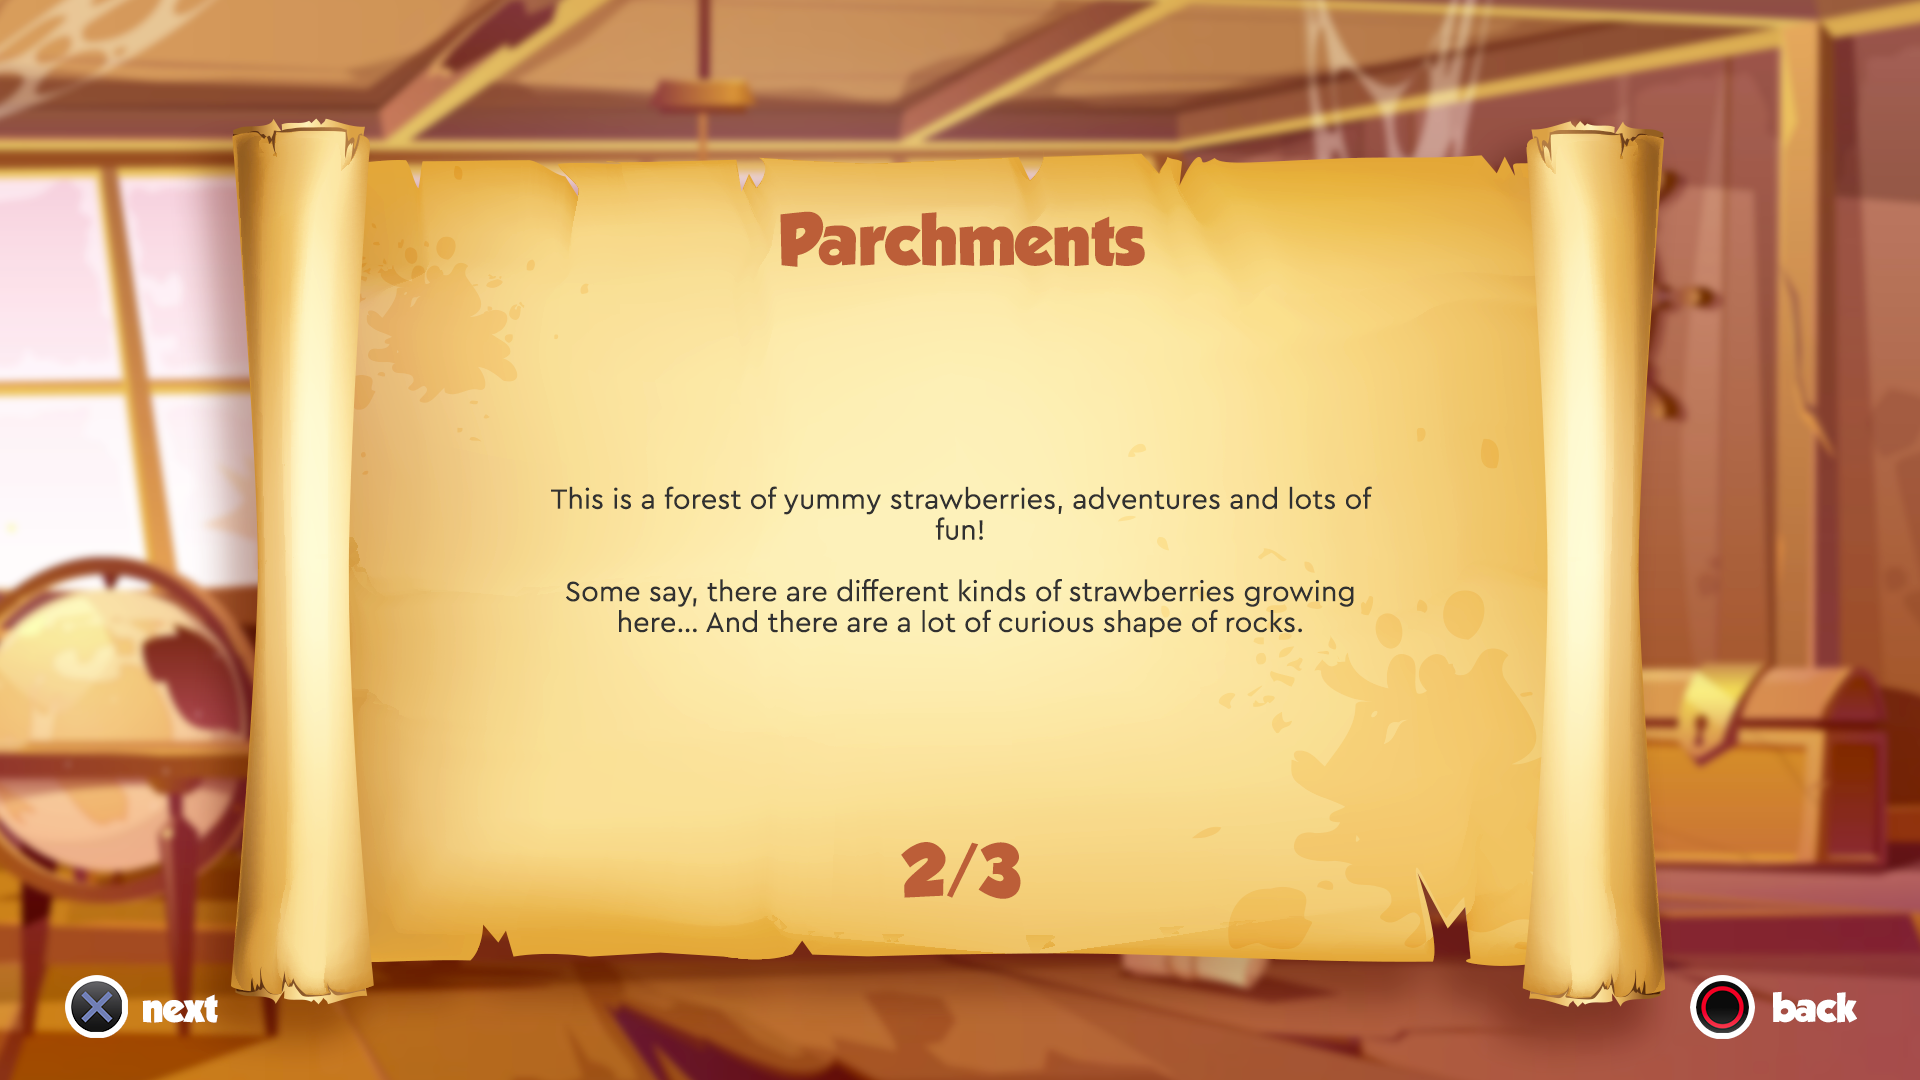 Parchments
This is a forest of yummy strawberries, adventures and lots of
fun!
Some say, there are different kinds of strawberries growing
here... And there are a lot of curious shape of rocks.
2/3
next
back